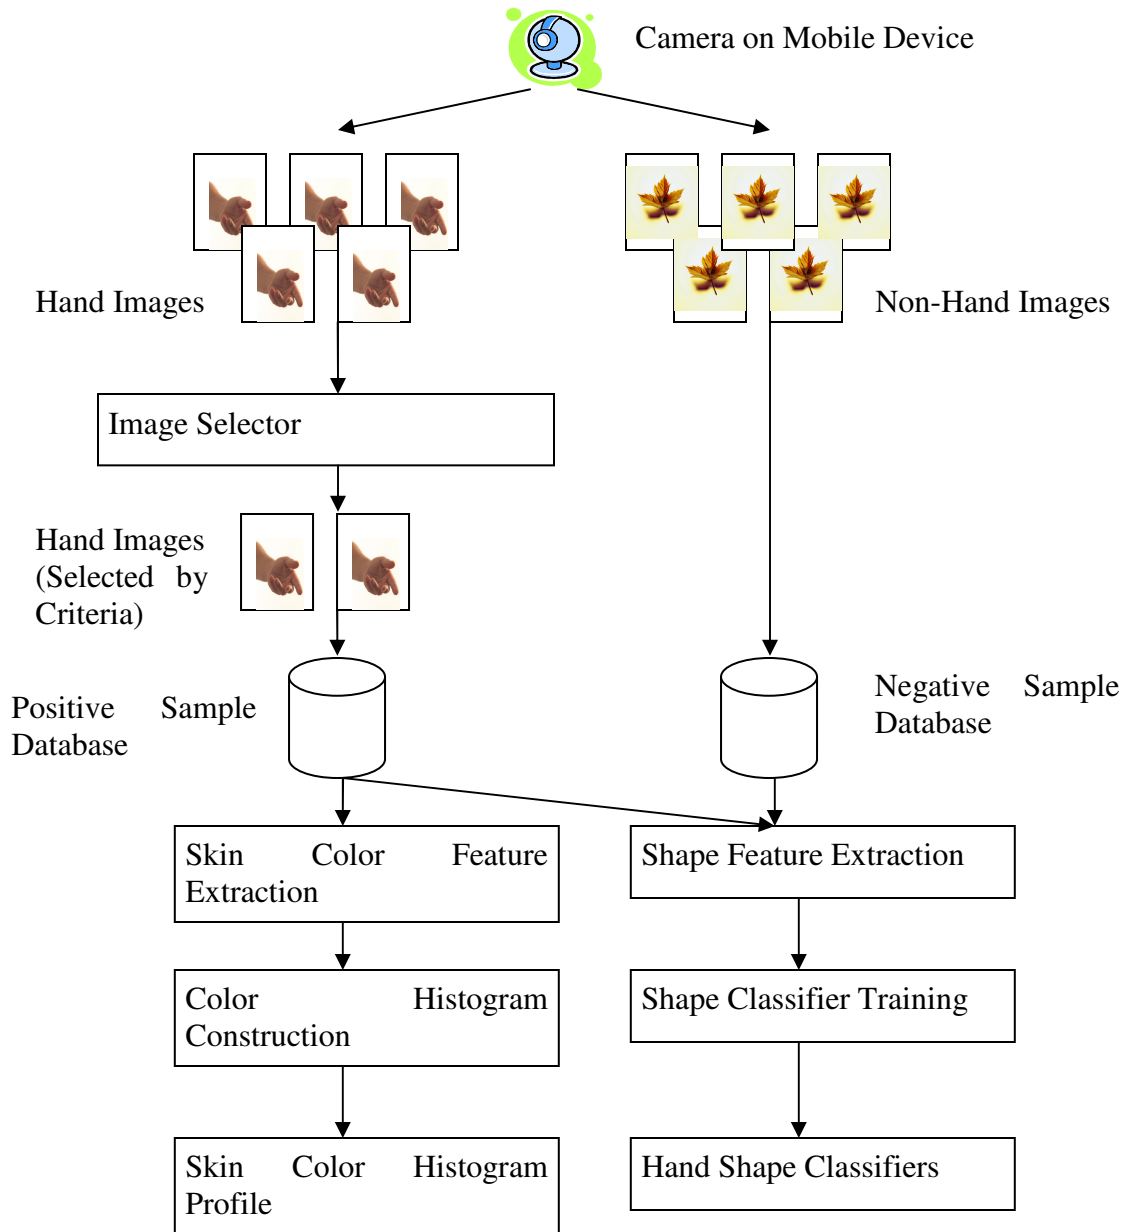 Camera on Mobile Device
Hand Images
Non-Hand Images
Image Selector
Hand Images
(Selected by
Criteria)
Positive Sample
Database
Negative Sample
Database
Skin Color Feature
Extraction
Shape Feature Extraction
Color Histogram
Construction
Shape Classifier Training
Skin Color Histogram
Profile
Hand Shape Classifiers